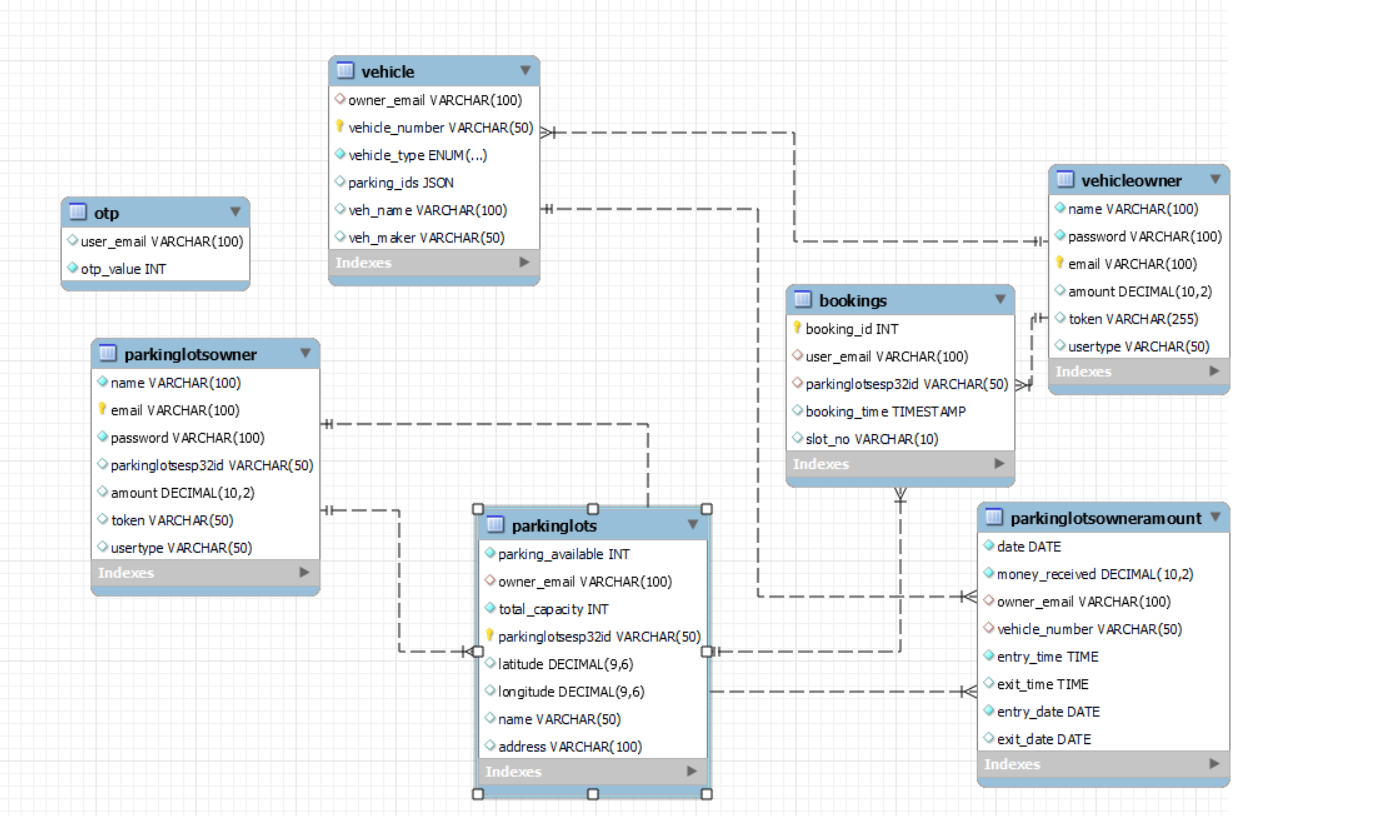 vehicle
owner_email VARCHAR(100)
vehicle_number VARCHAR(50)
vehicle_type ENUM(...)
parking_ids JSON
veh_name VARCHAR(100)
veh_maker VARCHAR(50)
Indexes
vehicleowner
name VARCHAR(100)
password VARCHAR(100)
email VARCHAR(100)
amount DECIMAL(10,2)
token VARCHAR(255)
usertype VARCHAR(50)
Indexes
otp
user_email VARCHAR(100)
otp_value INT
bookings
booking_id INT
user_email VARCHAR(100)
parkinglotsesp32id VARCHAR(50)
booking_time TIMESTAMP
slot_no VARCHAR(10)
Indexes
parkinglotsowner
name VARCHAR(100)
email VARCHAR(100)
password VARCHAR(100)
parkinglotsesp32id VARCHAR(50)
amount DECIMAL(10,2)
token VARCHAR(50)
usertype VARCHAR(50)
Indexes
parkinglots
parking_available INT
owner_email VARCHAR(100)
total_capacity INT
parkinglotsesp32id VARCHAR(50)
latitude DECIMAL(9,6)
longitude DECIMAL(9,6)
name VARCHAR(50)
address VARCHAR(100)
Indexes
parkinglotsowneramount
date DATE
money_received DECIMAL(10,2)
owner_email VARCHAR(100)
vehicle_number VARCHAR(50)
entry_time TIME
exit_time TIME
entry_date DATE
exit_date DATE
Indexes